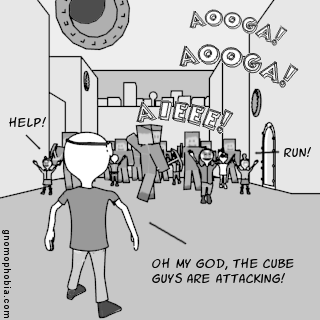 AOOGA!
AOOGA!
AIEEE!
HELP!
RUN!
OH MY GOD, THE CUBE
GUYS ARE ATTACKING!
gnomophobia.com